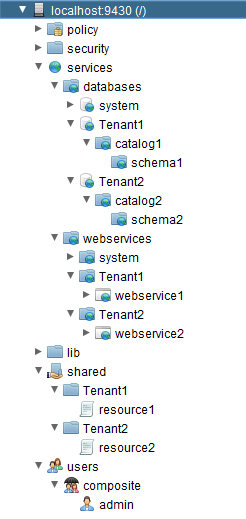 localhost:9430 (/)
policy
security
services
databases
system
Tenant1
catalog1
schema1
Tenant2
catalog2
schema2
webservices
system
Tenant1
webservice1
Tenant2
webservice2
lib
shared
Tenant1
resource1
Tenant2
resource2
users
composite
admin